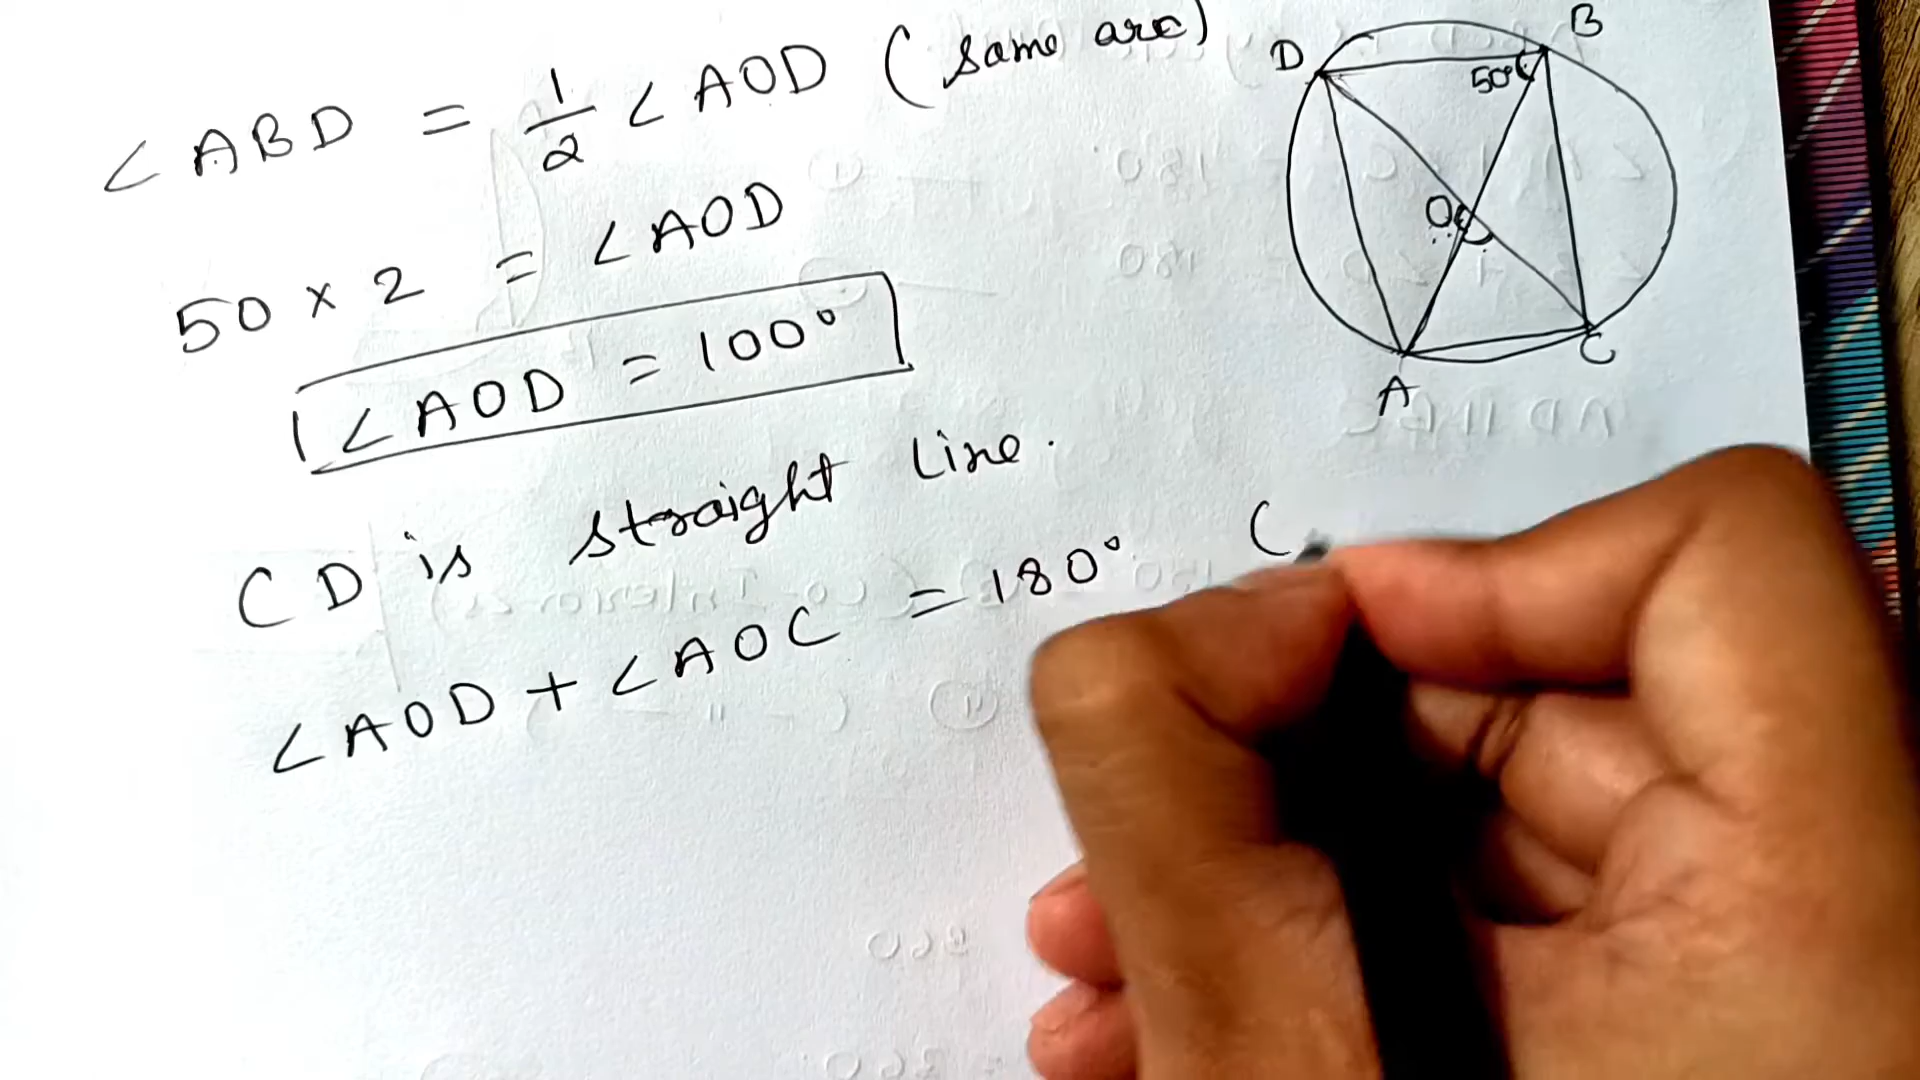 ∠ABD = 1/2 ∠AOD (same arc)
50 × 2 = ∠AOD
∠AOD = 100°
CD is straight line.
∠AOD + ∠AOC = 180° (
D
B
50°
O
A
C